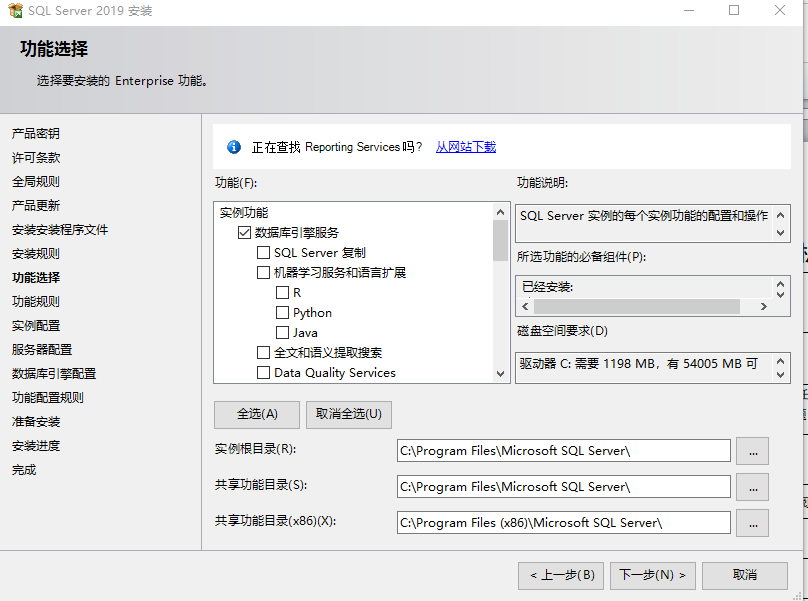 SQL Server 2019 安装
功能选择
选择要安装的 Enterprise 功能。
产品密钥
许可条款
全局规则
产品更新
安装安装程序文件
安装规则
功能选择
功能规则
实例配置
服务器配置
数据库引擎配置
功能配置规则
准备安装
安装进度
完成
正在查找 Reporting Services 吗? 从网站下载
功能(F):
实例功能
数据库引擎服务
SQL Server 复制
机器学习服务和语言扩展
R
Python
Java
全文和语义提取搜索
Data Quality Services
功能说明:
SQL Server 实例的每个实例功能的配置和操作
所选功能的必备组件(P):
已经安装:
磁盘空间要求(D)
驱动器 C: 需要 1198 MB，有 54005 MB 可
全选(A) 取消全选(U)
实例根目录(R): C:\Program Files\Microsoft SQL Server\ ...
共享功能目录(S): C:\Program Files\Microsoft SQL Server\ ...
共享功能目录(x86)(X): C:\Program Files (x86)\Microsoft SQL Server\ ...
< 上一步(B) 下一步(N) > 取消